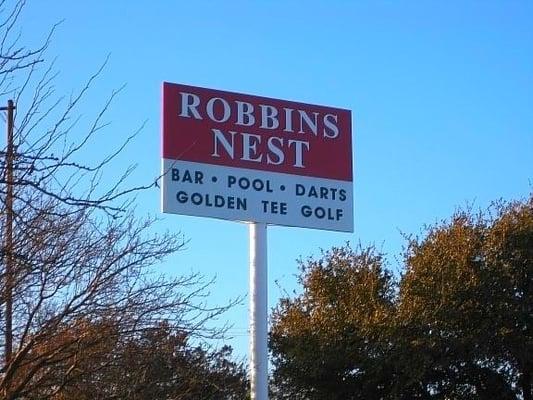 ROBBINS
NEST
BAR • POOL • DARTS
GOLDEN TEE GOLF